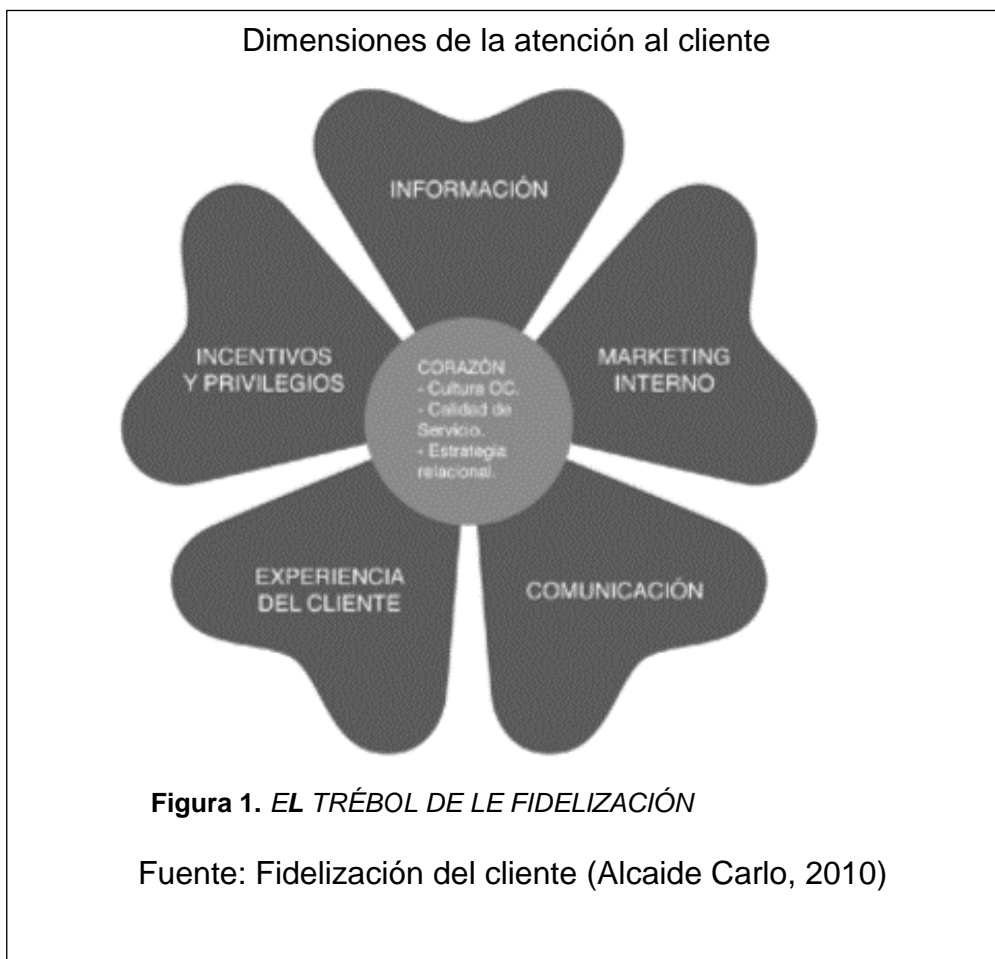 Dimensiones de la atención al cliente
INFORMACIÓN
INCENTIVOS
Y PRIVILEGIOS
CORAZÓN
- Cultura OC.
- Calidad de
Servicio.
- Estrategia
relacional.
MARKETING
INTERNO
EXPERIENCIA
DEL CLIENTE
COMUNICACIÓN
Figura 1. EL TRÉBOL DE LE FIDELIZACIÓN
Fuente: Fidelización del cliente (Alcaide Carlo, 2010)